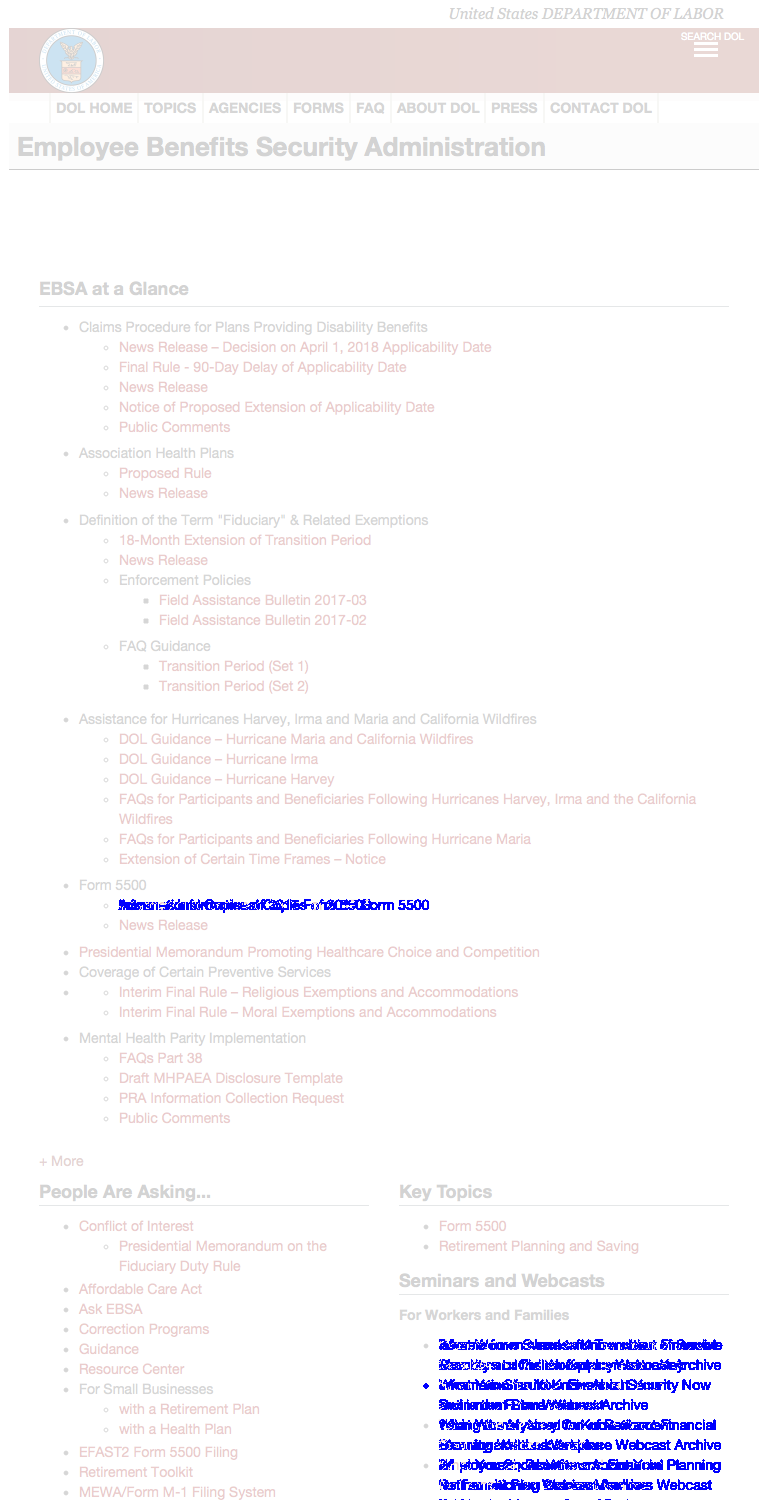 United States DEPARTMENT OF LABOR
SEARCH DOL
DOL HOME TOPICS AGENCIES FORMS FAQ ABOUT DOL PRESS CONTACT DOL
Employee Benefits Security Administration
EBSA at a Glance
Claims Procedure for Plans Providing Disability Benefits
News Release – Decision on April 1, 2018 Applicability Date
Final Rule - 90-Day Delay of Applicability Date
News Release
Notice of Proposed Extension of Applicability Date
Public Comments
Association Health Plans
Proposed Rule
News Release
Definition of the Term "Fiduciary" & Related Exemptions
18-Month Extension of Transition Period
News Release
Enforcement Policies
Field Assistance Bulletin 2017-03
Field Assistance Bulletin 2017-02
FAQ Guidance
Transition Period (Set 1)
Transition Period (Set 2)
Assistance for Hurricanes Harvey, Irma and Maria and California Wildfires
DOL Guidance – Hurricane Maria and California Wildfires
DOL Guidance – Hurricane Irma
DOL Guidance – Hurricane Harvey
FAQs for Participants and Beneficiaries Following Hurricanes Harvey, Irma and the California
Wildfires
FAQs for Participants and Beneficiaries Following Hurricane Maria
Extension of Certain Time Frames – Notice
Form 5500
Form 5500
News Release
Presidential Memorandum Promoting Healthcare Choice and Competition
Coverage of Certain Preventive Services
Interim Final Rule – Religious Exemptions and Accommodations
Interim Final Rule – Moral Exemptions and Accommodations
Mental Health Parity Implementation
FAQs Part 38
Draft MHPAEA Disclosure Template
PRA Information Collection Request
Public Comments
+ More
People Are Asking...
Conflict of Interest
Presidential Memorandum on the
Fiduciary Duty Rule
Affordable Care Act
Ask EBSA
Correction Programs
Guidance
Resource Center
For Small Businesses
with a Retirement Plan
with a Health Plan
EFAST2 Form 5500 Filing
Retirement Toolkit
MEWA/Form M-1 Filing System
Key Topics
Form 5500
Retirement Planning and Saving
Seminars and Webcasts
For Workers and Families
Archive
Security Now
Archive
Financial
Webcast Archive
Planning
Webcast